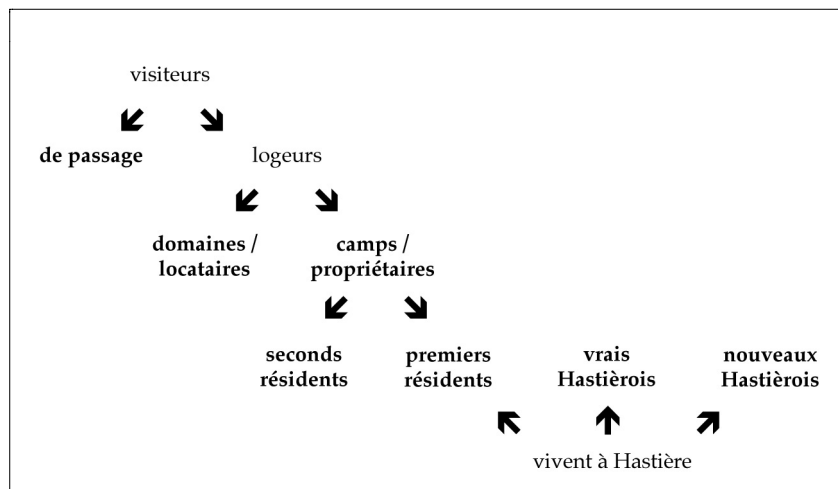 visiteurs
de passage
logeurs
domaines /
locataires
camps /
propriétaires
seconds
résidents
premiers
résidents
vrais
Hastièrois
nouveaux
Hastièrois
vivent à Hastière